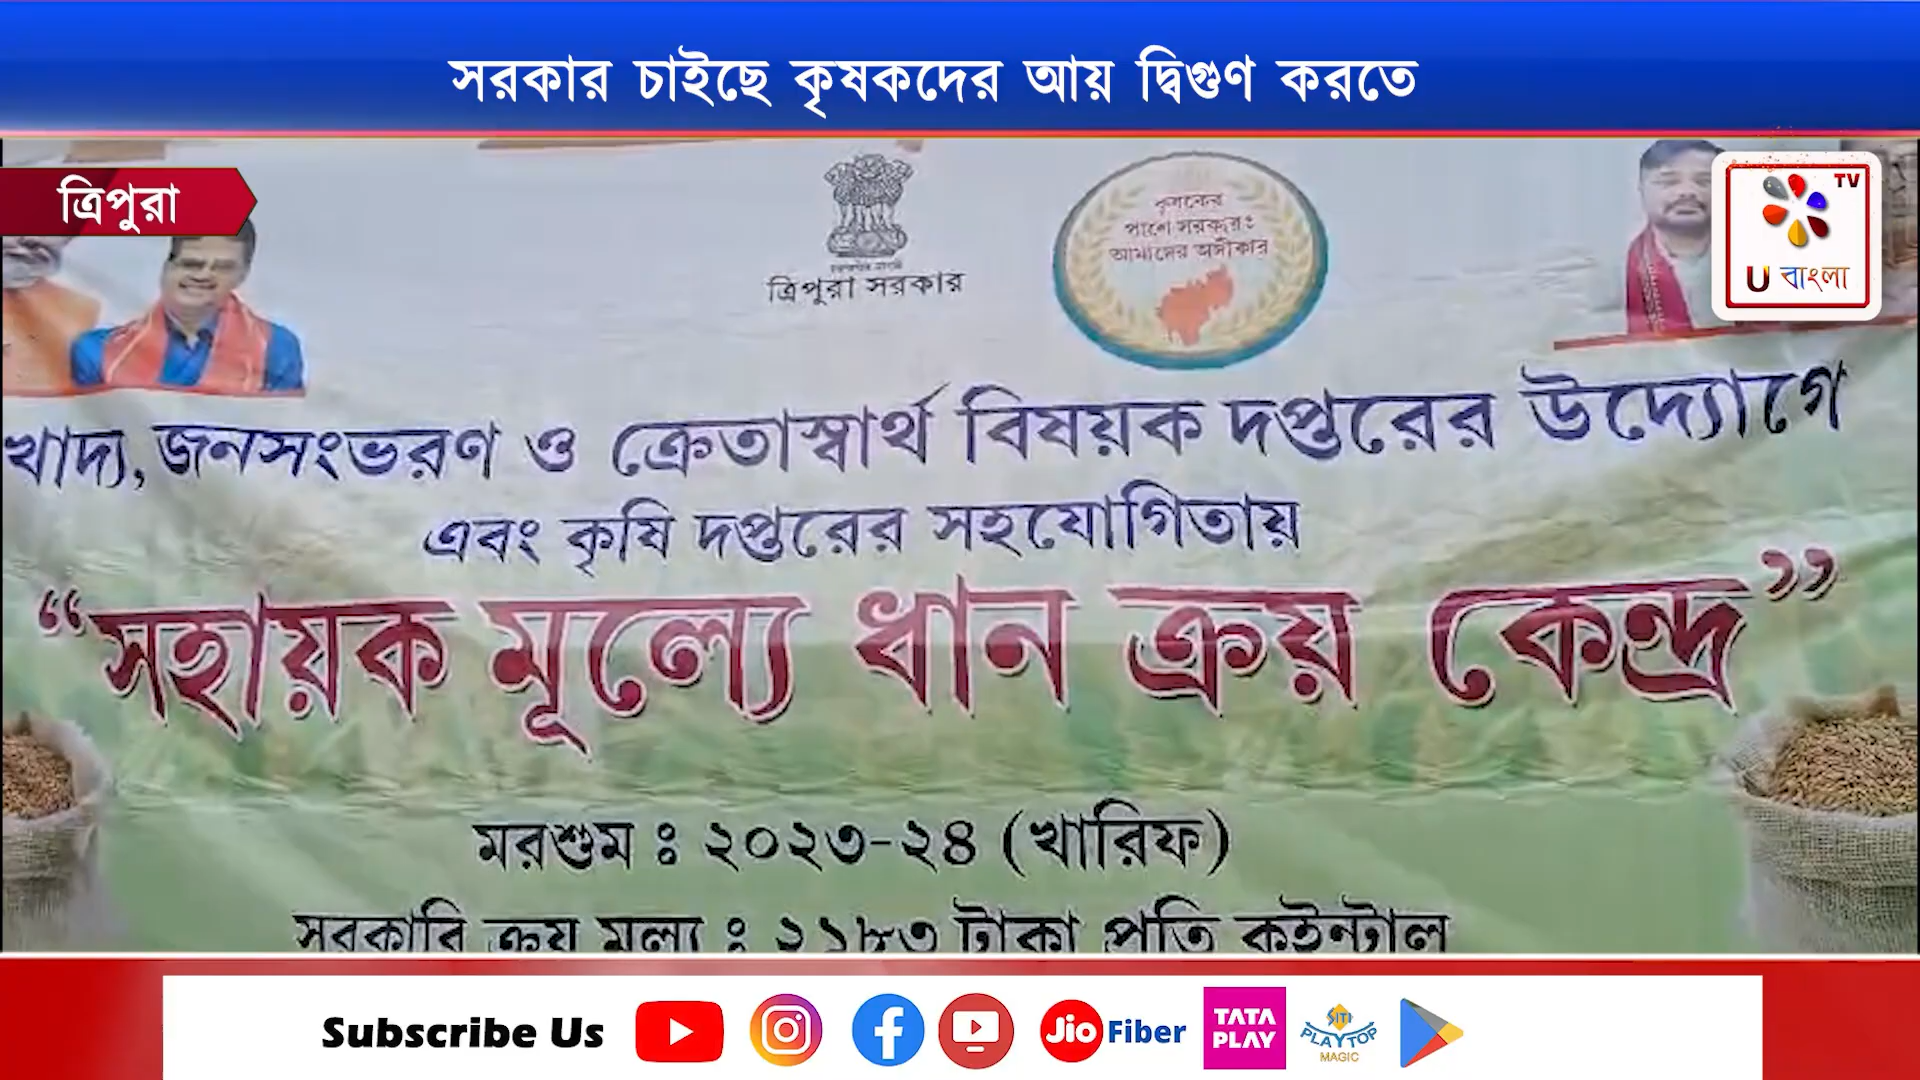 সরকার চাইছে কৃষকদের আয় দ্বিগুণ করতে
ত্রিপুরা
TV
U বাংলা
ত্রিপুরা সরকার
কৃষকের
পাশে সরকার:
আমাদের অঙ্গীকার
খাদ্য, জনসংভরণ ও ক্রেতাস্বার্থ বিষয়ক দপ্তরের উদ্যোগে
এবং কৃষি দপ্তরের সহযোগিতায়
“সহায়ক মূল্যে ধান ক্রয় কেন্দ্র”
মরশুম ঃ ২০২৩-২৪ (খারিফ)
সরকারি ক্রয় মূল্য ঃ ২১৮৩ টাকা প্রতি কুইন্টাল
Subscribe Us
Jio Fiber
TATA PLAY
SITI PLAYTOP MAGIC